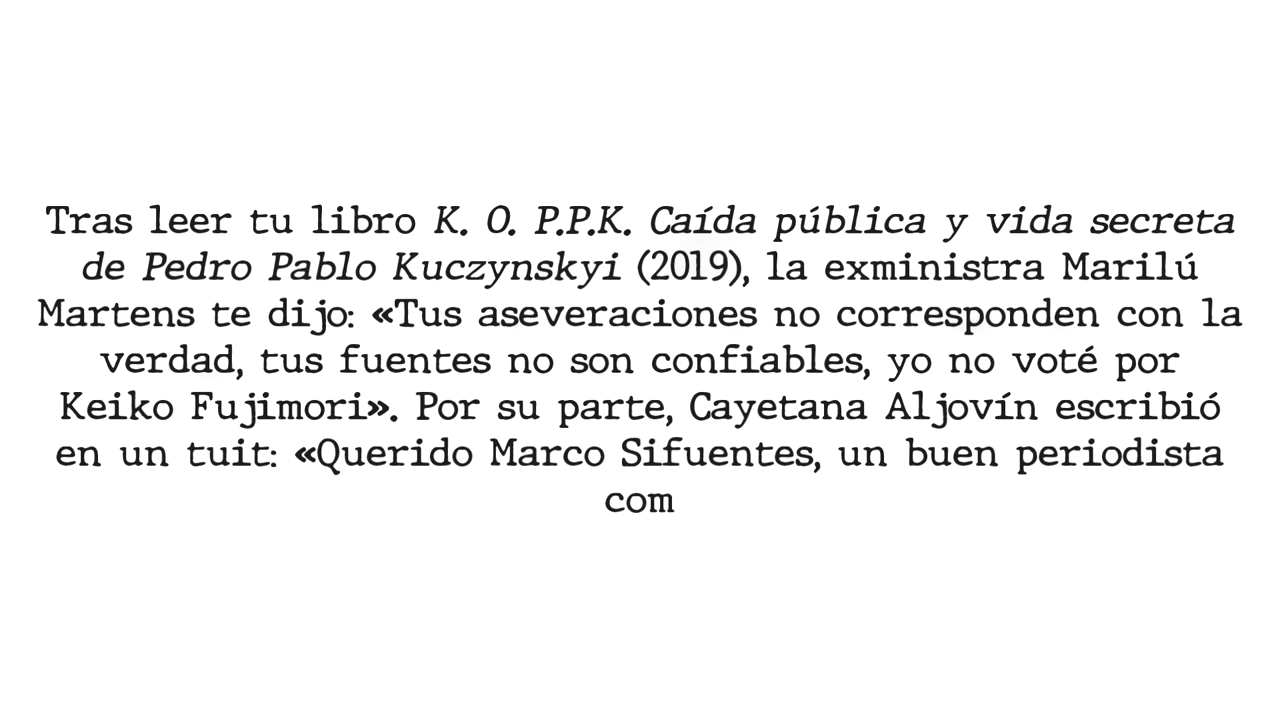 Tras leer tu libro K. O. P.P.K. Caída pública y vida secreta
de Pedro Pablo Kuczynskyi (2019), la exministra Marilú
Martens te dijo: «Tus aseveraciones no corresponden con la
verdad, tus fuentes no son confiables, yo no voté por
Keiko Fujimori». Por su parte, Cayetana Aljovín escribió
en un tuit: «Querido Marco Sifuentes, un buen periodista
com